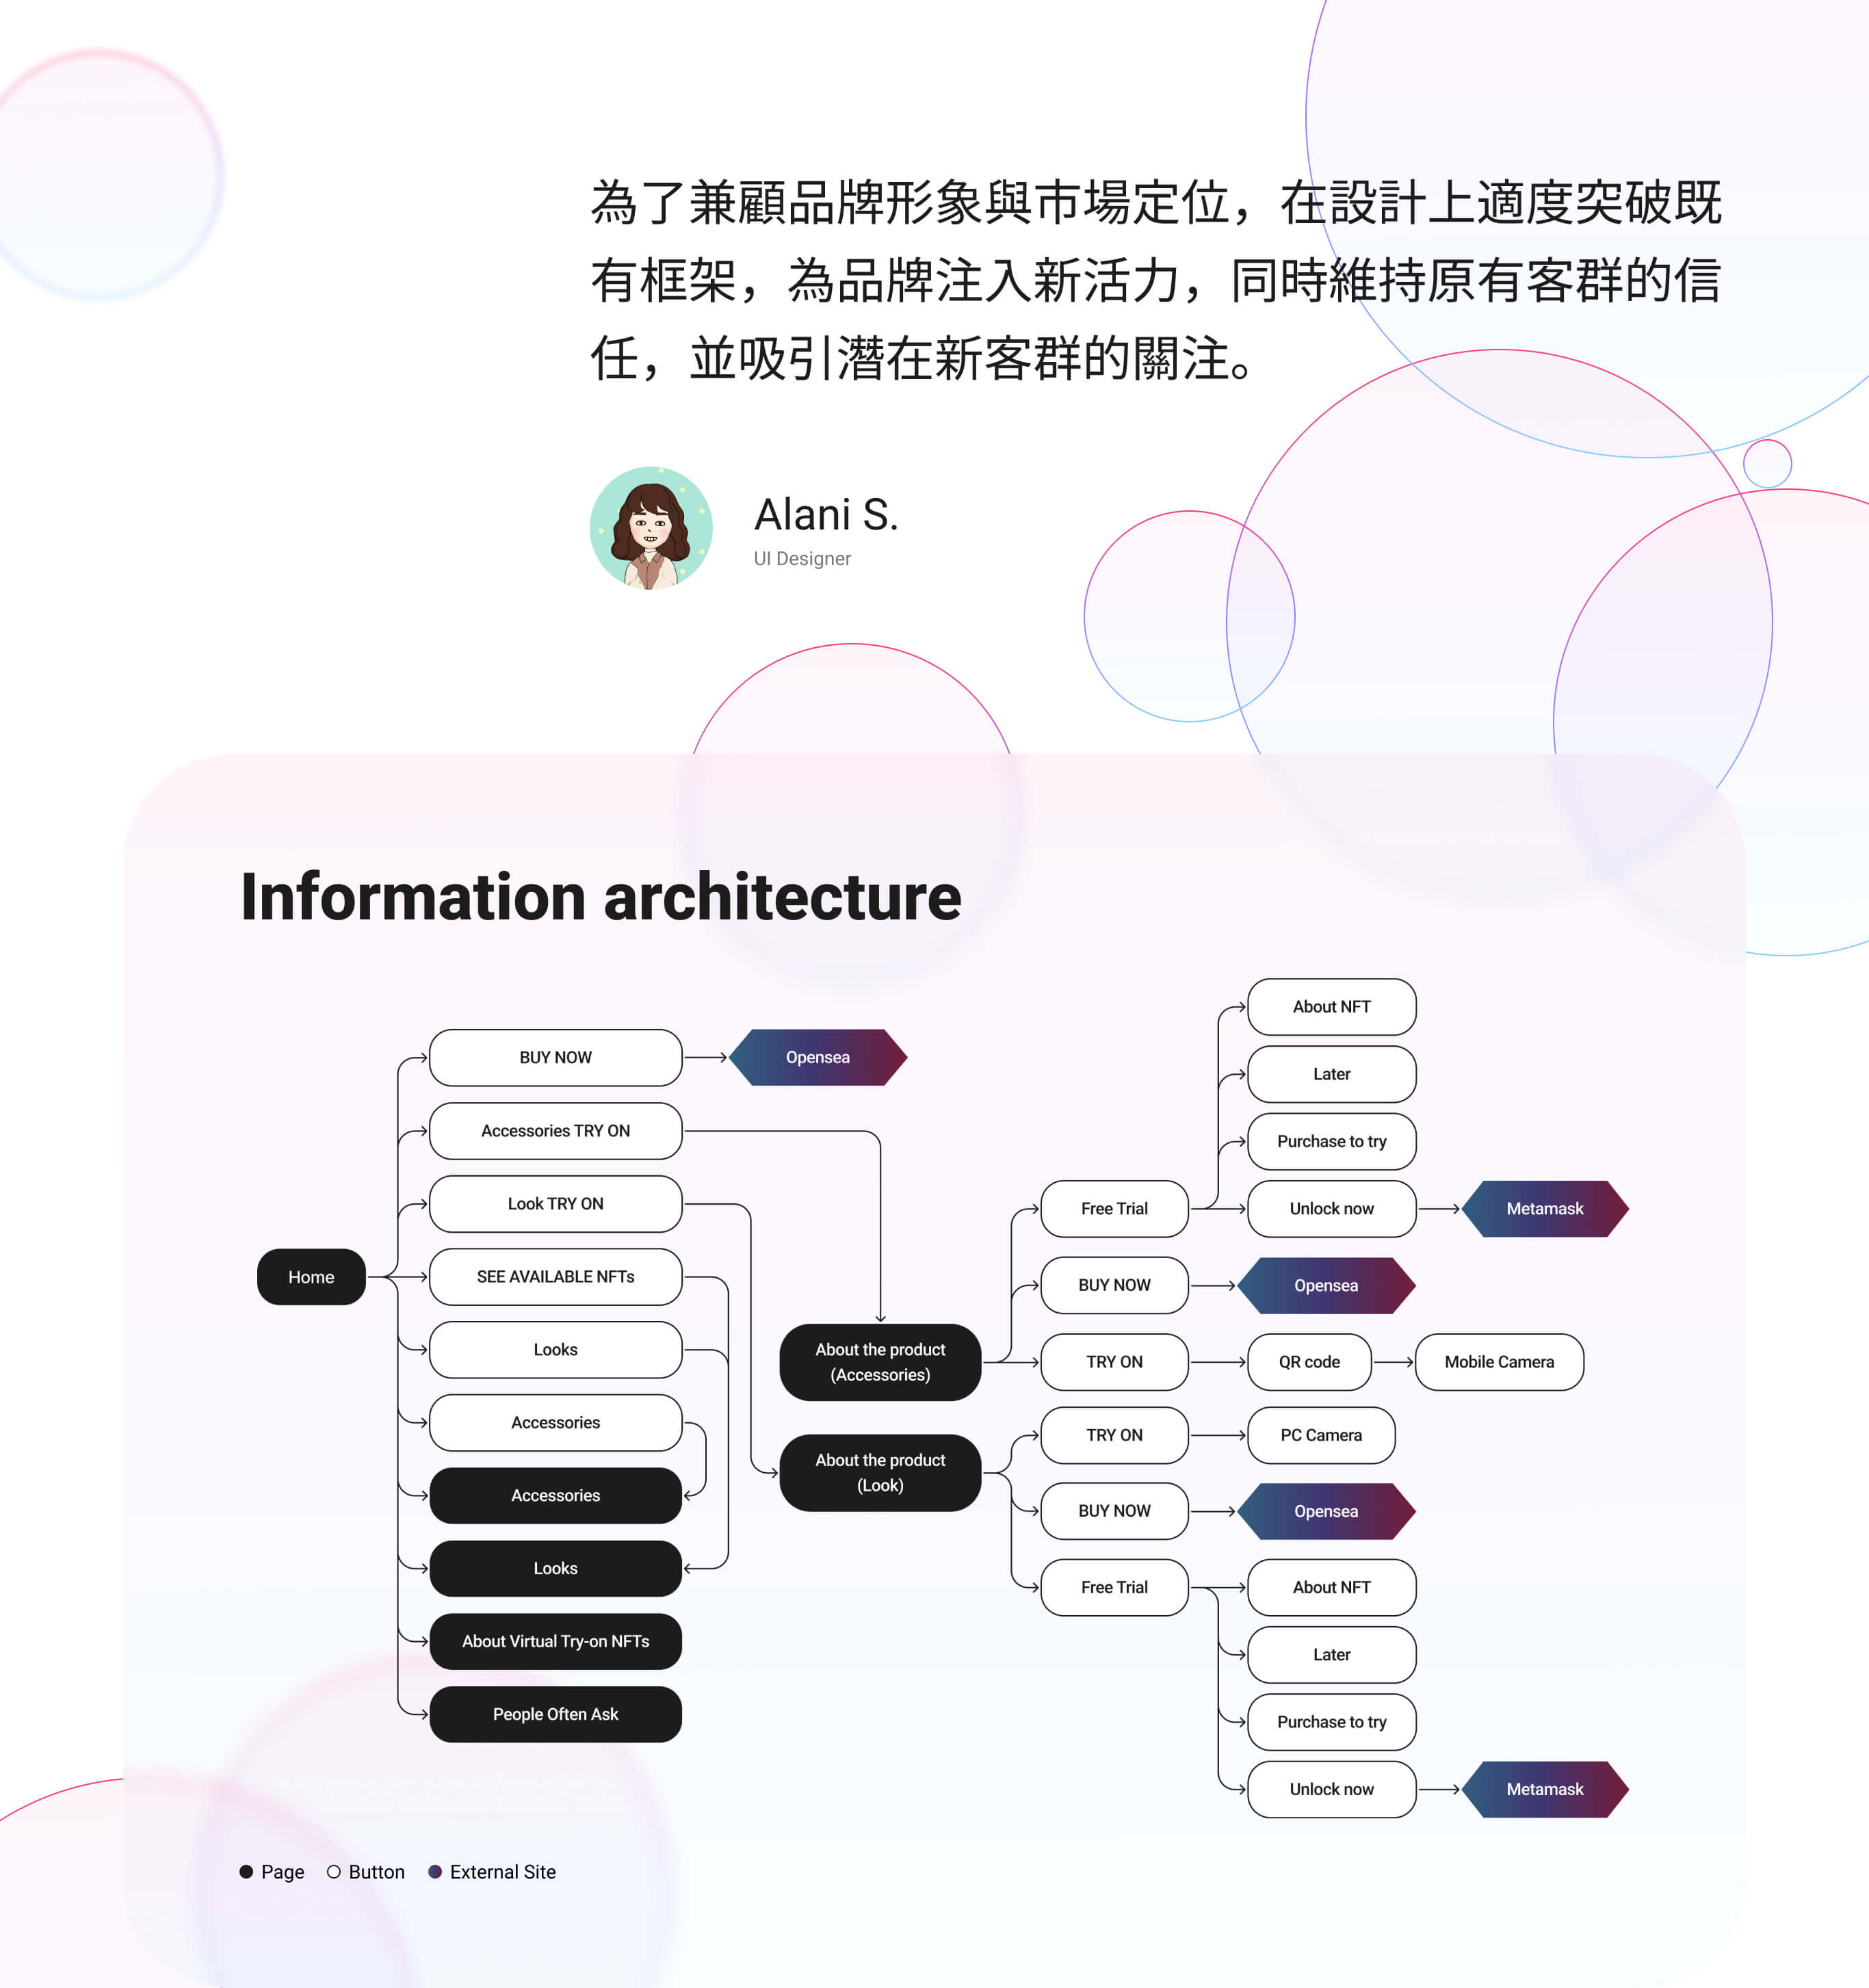 為了兼顧品牌形象與市場定位，在設計上適度突破既
有框架，為品牌注入新活力，同時維持原有客群的信
任，並吸引潛在新客群的關注。
Alani S.
UI Designer
Information architecture
Home
BUY NOW
Opensea
Accessories TRY ON
Look TRY ON
SEE AVAILABLE NFTs
Looks
Accessories
Accessories
Looks
About Virtual Try-on NFTs
People Often Ask
About the product
(Accessories)
Free Trial
About NFT
Later
Purchase to try
Unlock now
Metamask
BUY NOW
Opensea
TRY ON
QR code
Mobile Camera
About the product
(Look)
TRY ON
PC Camera
BUY NOW
Opensea
Free Trial
About NFT
Later
Purchase to try
Unlock now
Metamask
Page
Button
External Site